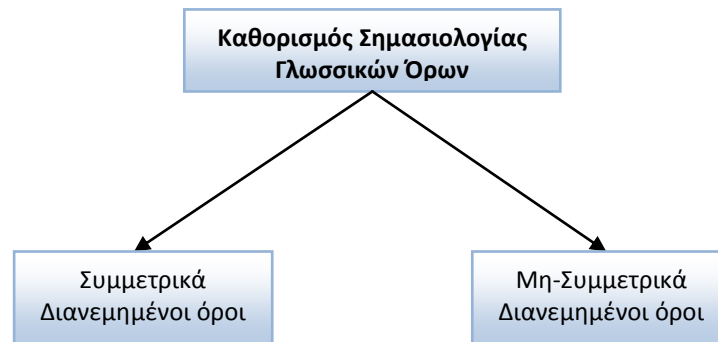 Καθορισμός Σημασιολογίας
Γλωσσικών Όρων
Συμμετρικά
Διανεμημένοι όροι
Μη-Συμμετρικά
Διανεμημένοι όροι